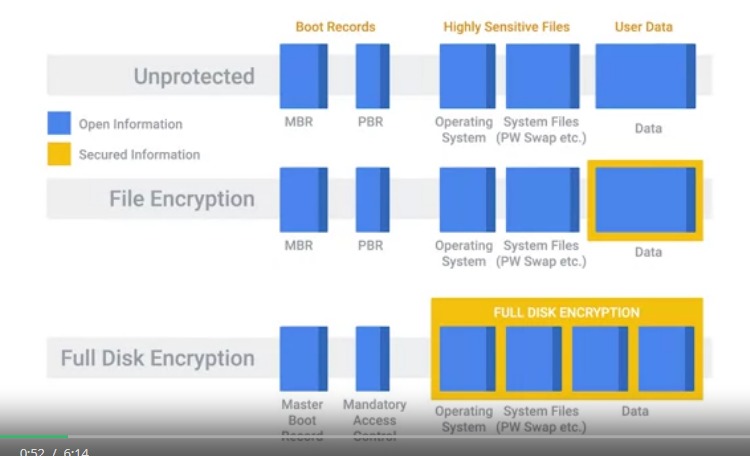 Boot Records
Highly Sensitive Files
User Data
Unprotected
MBR
PBR
Operating
System
System Files
(PW Swap etc.)
Data
Open Information
Secured Information
File Encryption
MBR
PBR
Operating
System
System Files
(PW Swap etc.)
Data
FULL DISK ENCRYPTION
Full Disk Encryption
Master
Boot
Record
Mandatory
Access
Control
Operating
System
System Files
(PW Swap etc.)
Data
0:52 / 6:14